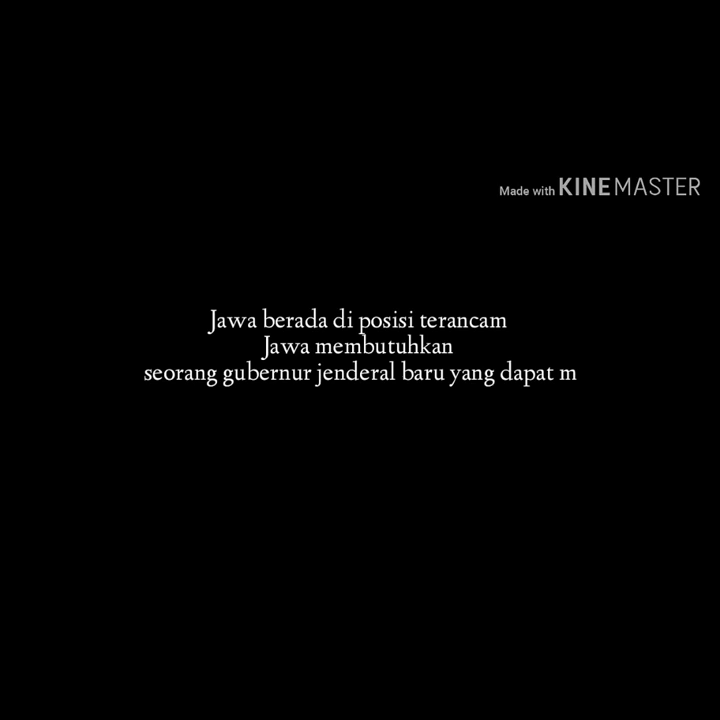 Made with KINEMASTER
Jawa berada di posisi terancam
Jawa membutuhkan
seorang gubernur jenderal baru yang dapat m